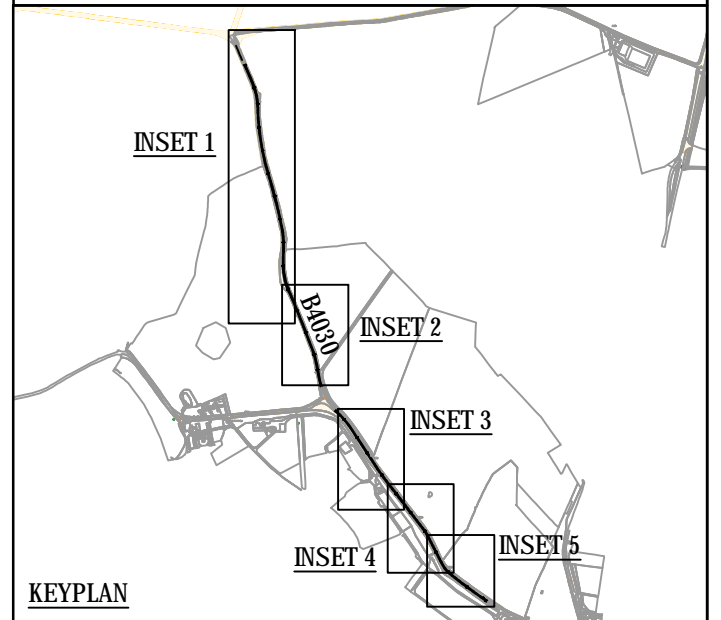 INSET 1
B4030
INSET 2
INSET 3
INSET 4
INSET 5
KEYPLAN